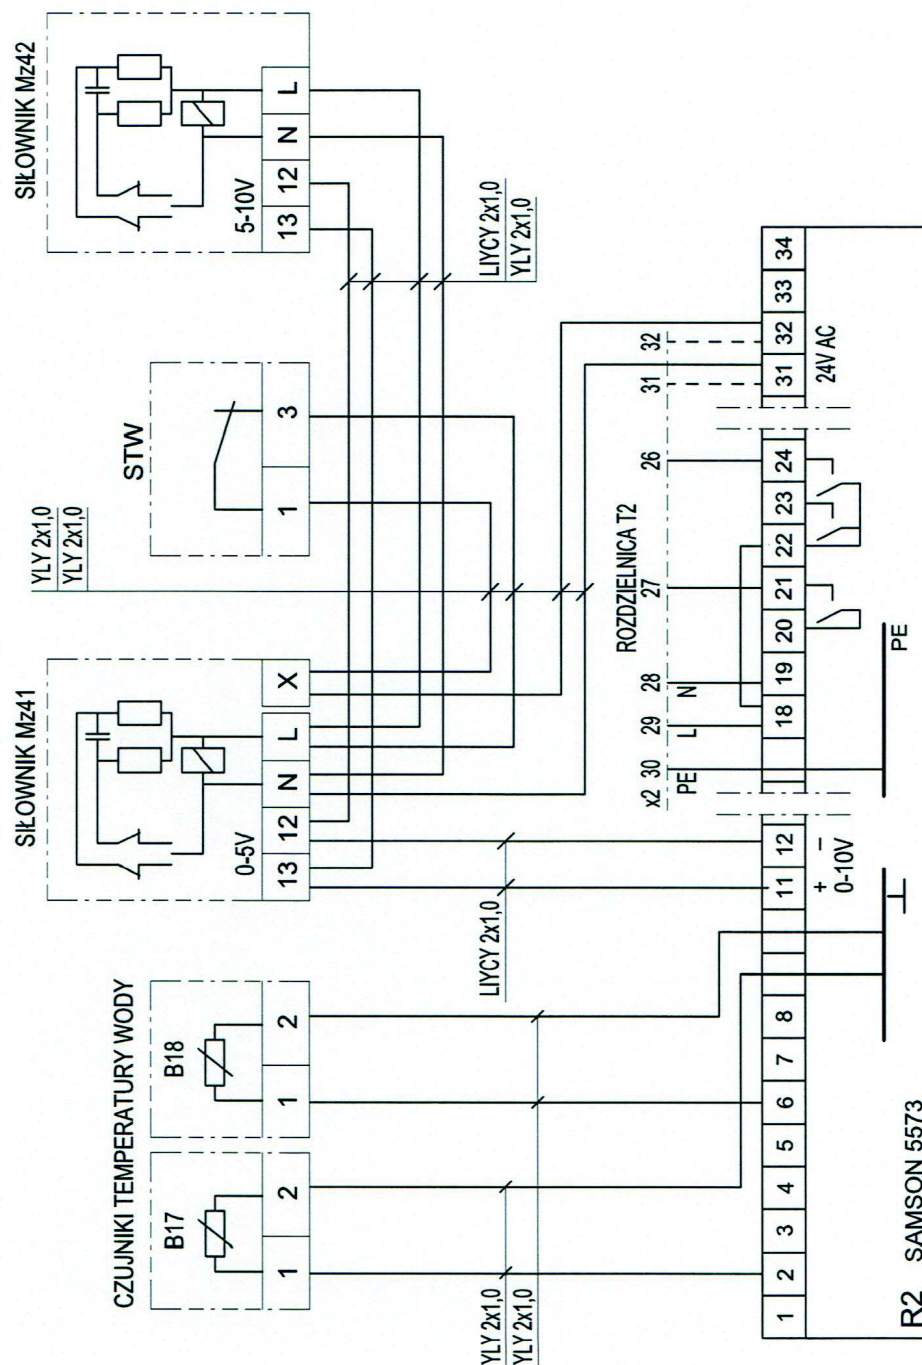 CZUJNIKI TEMPERATURY WODY
B17
1 2
B18
1 2
SIŁOWNIK Mz41
0-5V
13 12 N L X
STW
1 3
SIŁOWNIK Mz42
5-10V
13 12 N L
YLY 2x1,0
YLY 2x1,0
LIYCY 2x1,0
YLY 2x1,0
YLY 2x1,0
YLY 2x1,0
LIYCY 2x1,0
ROZDZIELNICA T2
x2 30 29 28 27 26 31 32
PE L N
1 2 3 4 5 6 7 8 11 12 18 19 20 21 22 23 24 31 32 33 34
+ −
0-10V
24V AC
PE
R2 SAMSON 5573